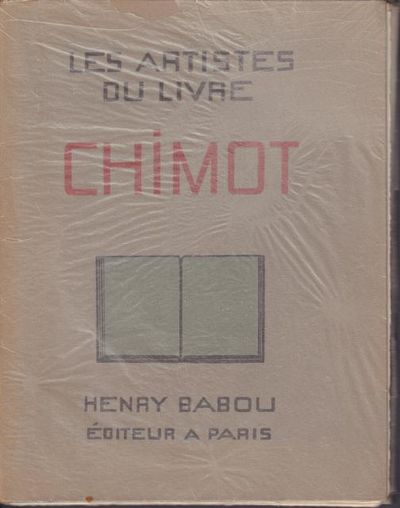 LES ARTISTES
DU LIVRE
CHIMOT
HENRY BABOU
ÉDITEUR A PARIS